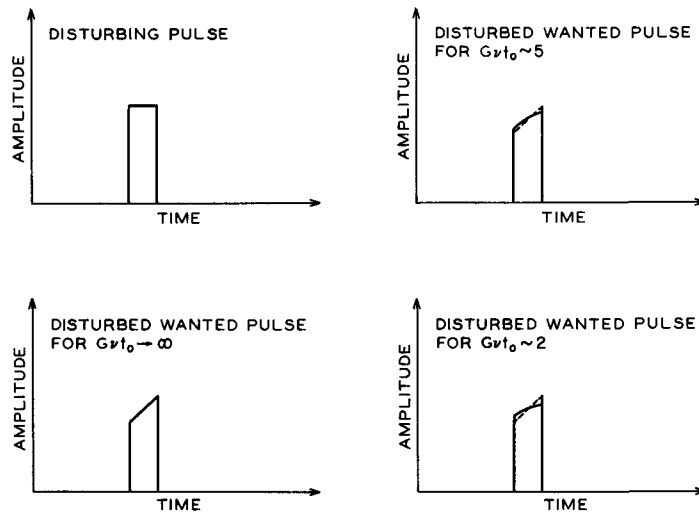 DISTURBING PULSE
AMPLITUDE
TIME
DISTURBED WANTED PULSE
FOR Gνt₀~5
AMPLITUDE
TIME
DISTURBED WANTED PULSE
FOR Gνt₀→∞
AMPLITUDE
TIME
DISTURBED WANTED PULSE
FOR Gνt₀~2
AMPLITUDE
TIME